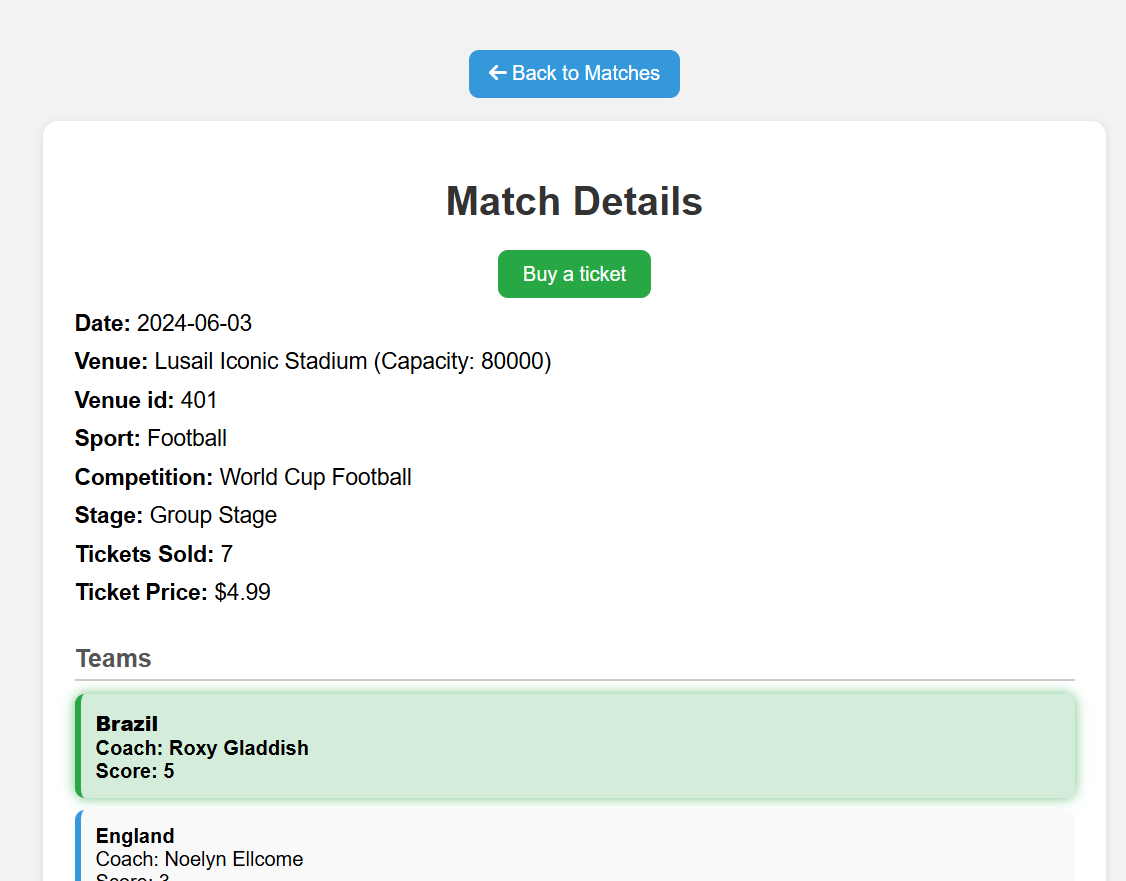 Back to Matches
Match Details
Buy a ticket
Date: 2024-06-03
Venue: Lusail Iconic Stadium (Capacity: 80000)
Venue id: 401
Sport: Football
Competition: World Cup Football
Stage: Group Stage
Tickets Sold: 7
Ticket Price: $4.99
Teams
Brazil
Coach: Roxy Gladdish
Score: 5
England
Coach: Noelyn Ellcome
Score: 3